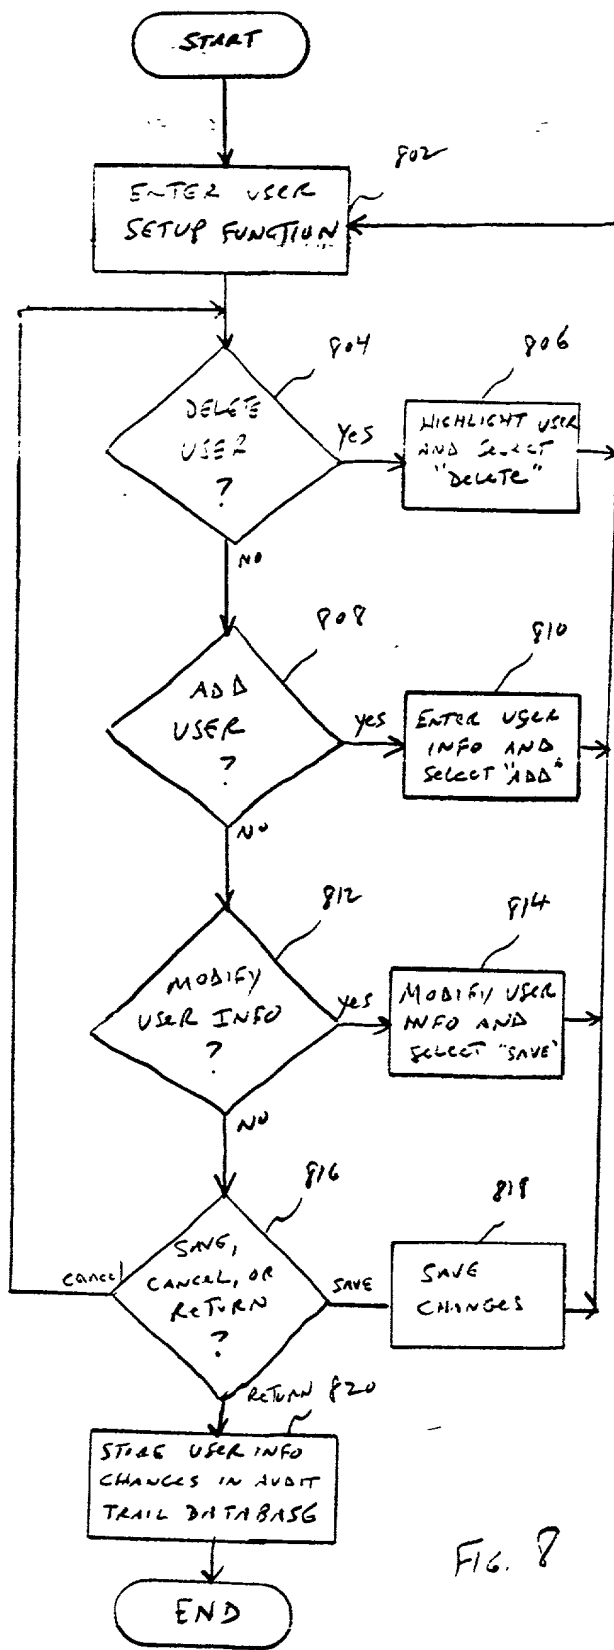 START
802
ENTER USER
SETUP FUNCTION
804
DELETE
USER
?
Yes
806
HIGHLIGHT USER
AND SELECT
"DELETE"
NO
808
ADD
USER
?
Yes
810
ENTER USER
INFO AND
SELECT "ADD"
NO
812
MODIFY
USER INFO
?
Yes
814
MODIFY USER
INFO AND
SELECT "SAVE"
NO
816
SAVE,
CANCEL, OR
RETURN
?
cancel
SAVE
818
SAVE
CHANGES
RETURN
820
STORE USER INFO
CHANGES IN AUDIT
TRAIL DATABASE
END
FIG. 8